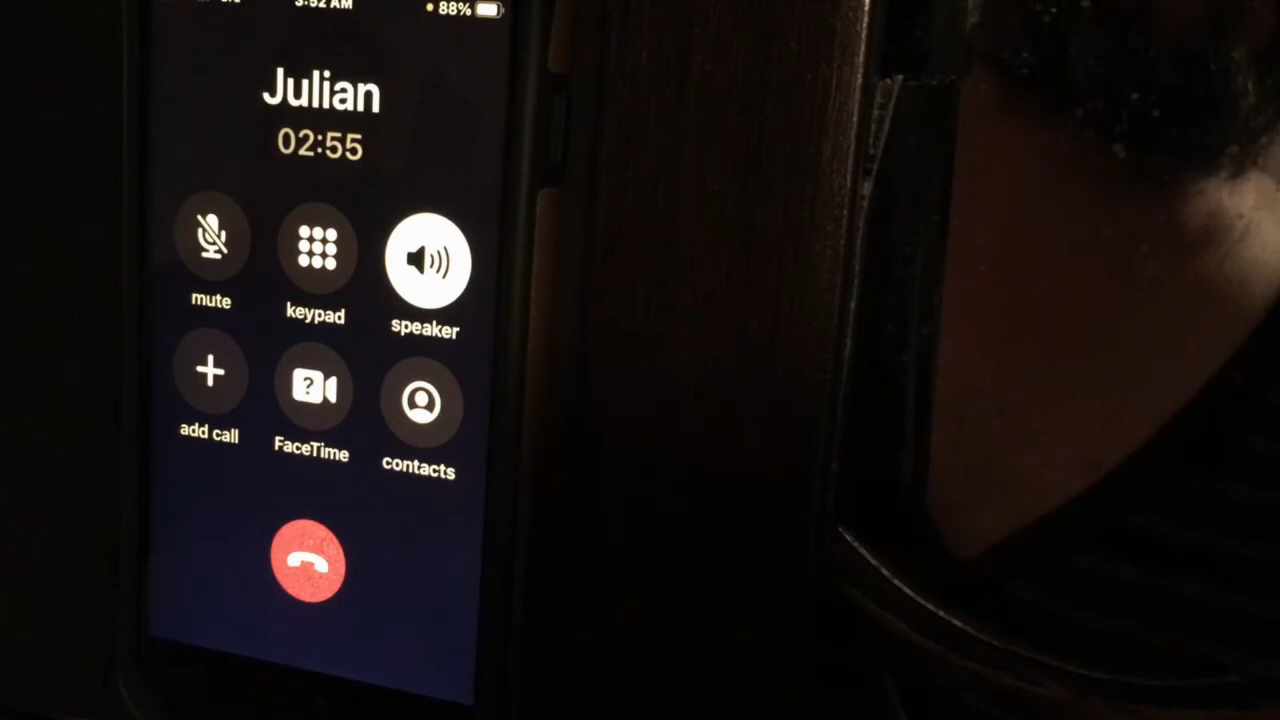 3:52 AM 88%
Julian
02:55
mute keypad speaker
add call FaceTime contacts